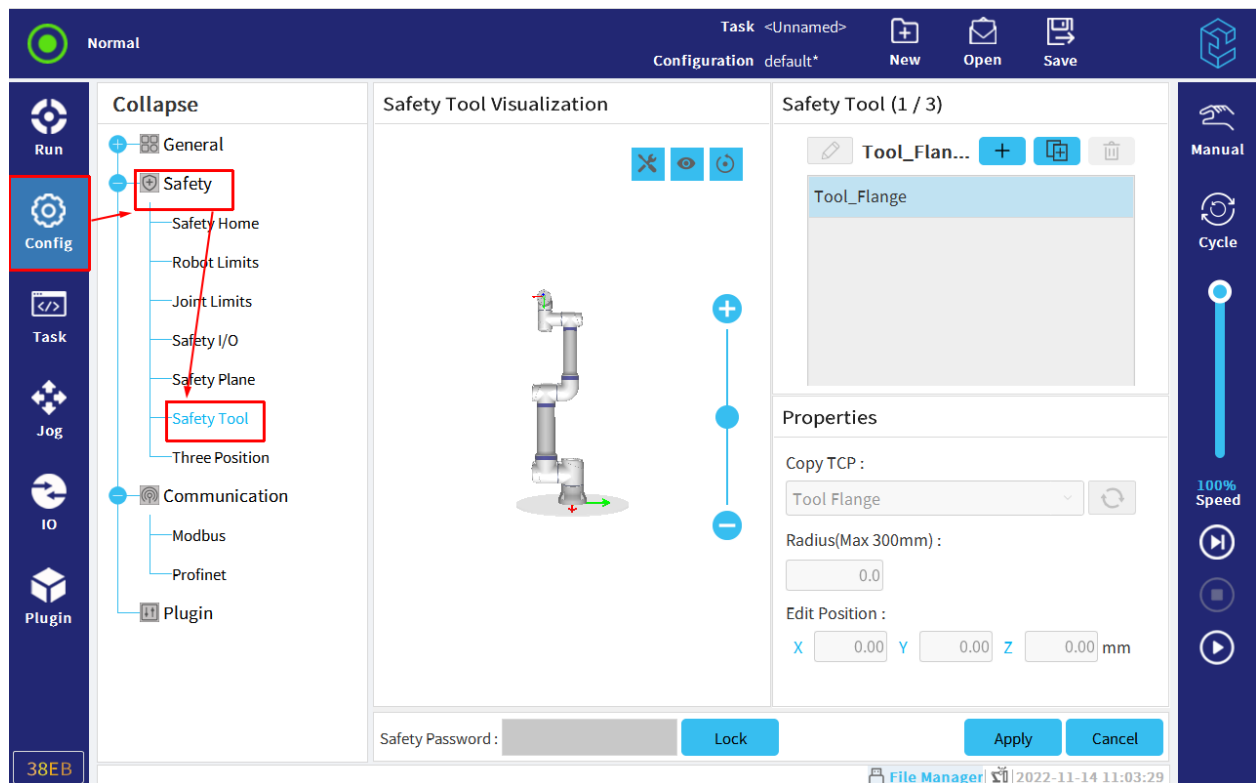 Normal
Task <Unnamed>
Configuration default*
New
Open
Save
Run
Config
Task
Jog
IO
Plugin
38EB
Collapse
General
Safety
Safety Home
Robot Limits
Joint Limits
Safety I/O
Safety Plane
Safety Tool
Three Position
Communication
Modbus
Profinet
Plugin
Safety Tool Visualization
Safety Tool (1 / 3)
Tool_Flan...
Tool_Flange
Properties
Copy TCP :
Tool Flange
Radius(Max 300mm) :
0.0
Edit Position :
X 0.00 Y 0.00 Z 0.00 mm
Safety Password :
Lock
Apply
Cancel
File Manager
2022-11-14 11:03:29
Manual
Cycle
100%
Speed